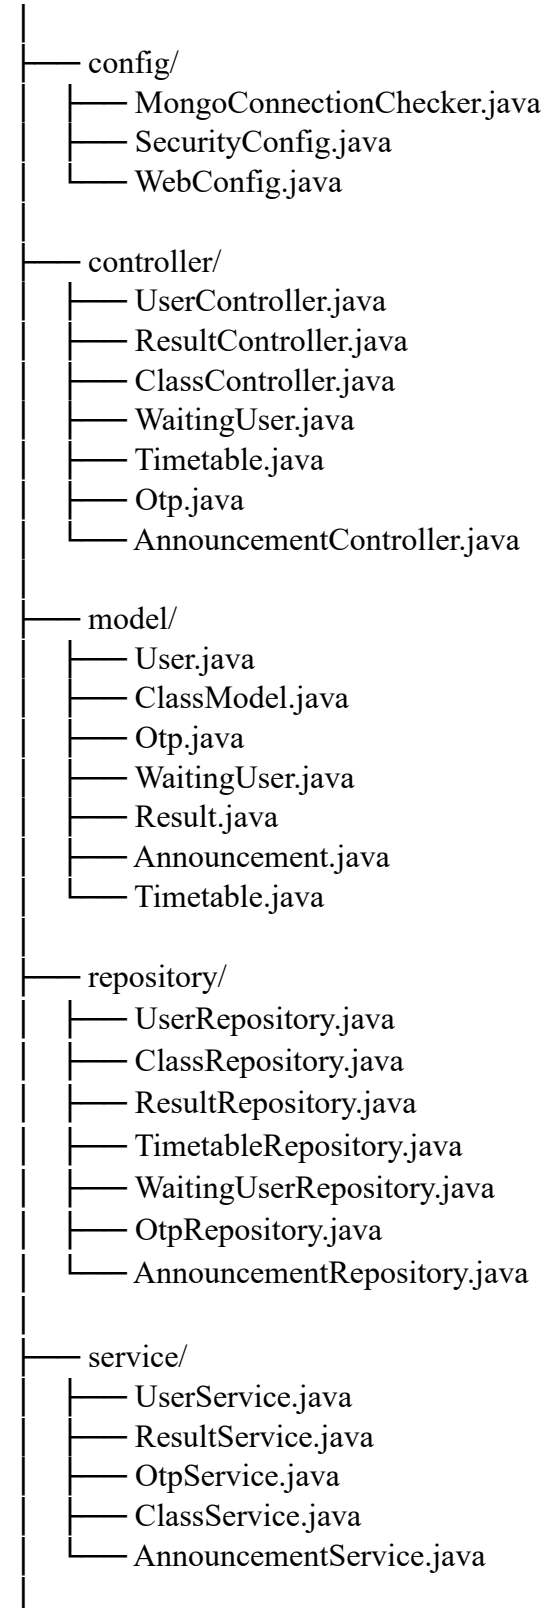 config/
MongoConnectionChecker.java
SecurityConfig.java
WebConfig.java
controller/
UserController.java
ResultController.java
ClassController.java
WaitingUser.java
Timetable.java
Otp.java
AnnouncementController.java
model/
User.java
ClassModel.java
Otp.java
WaitingUser.java
Result.java
Announcement.java
Timetable.java
repository/
UserRepository.java
ClassRepository.java
ResultRepository.java
TimetableRepository.java
WaitingUserRepository.java
OtpRepository.java
AnnouncementRepository.java
service/
UserService.java
ResultService.java
OtpService.java
ClassService.java
AnnouncementService.java